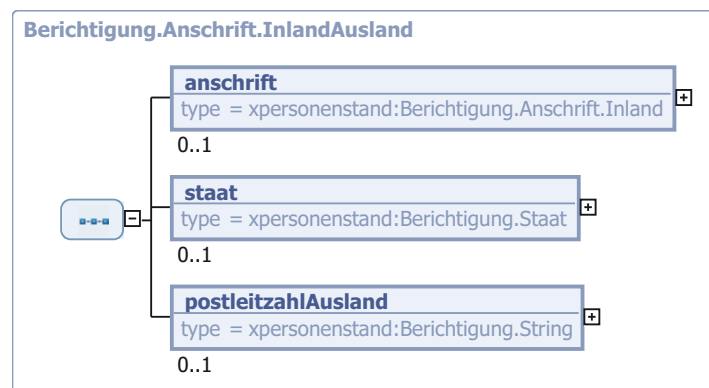 Berichtigung.Anschrift.InlandAusland
anschrift
type = xpersonenstand:Berichtigung.Anschrift.Inland
0..1
staat
type = xpersonenstand:Berichtigung.Staat
0..1
postleitzahlAusland
type = xpersonenstand:Berichtigung.String
0..1